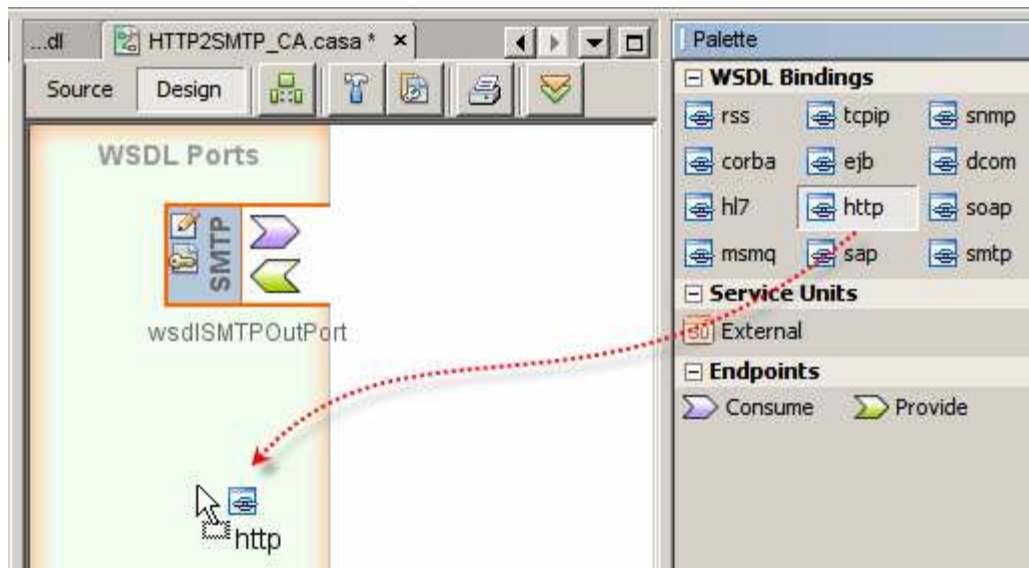 ...dl HTTP2SMTP_CA.casa * ×
Source Design
WSDL Ports
SMTP
wsdlSMTPOutPort
http
Palette
WSDL Bindings
rss tcpip snmp
corba ejb dcom
hl7 http soap
msmq sap smtp
Service Units
SU External
Endpoints
Consume Provide